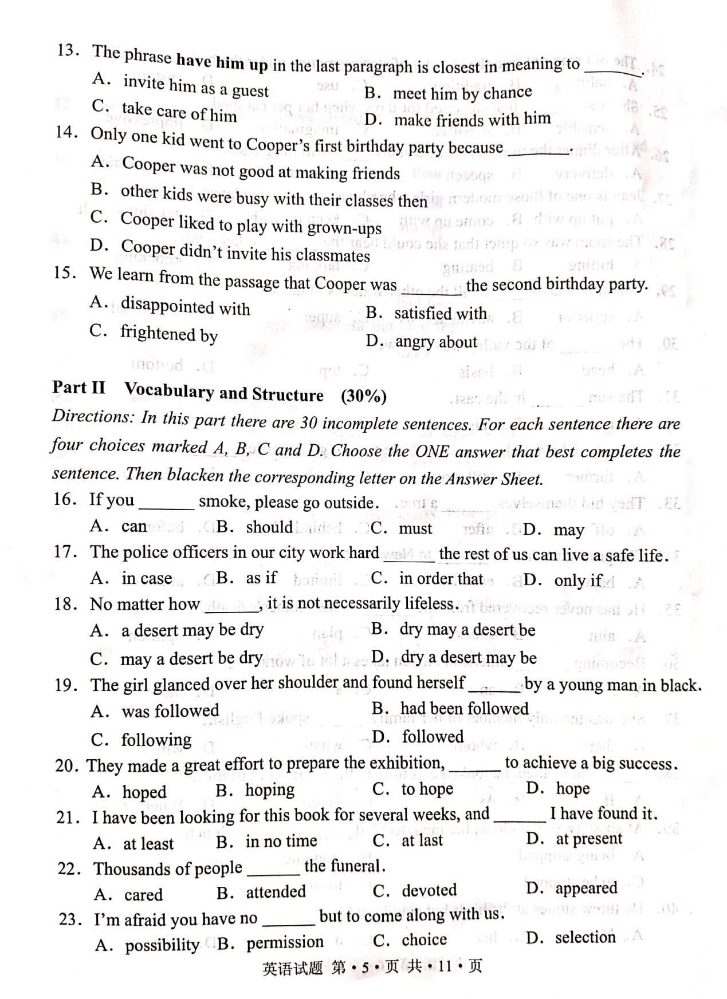 13. The phrase have him up in the last paragraph is closest in meaning to ______.
A. invite him as a guest B. meet him by chance
C. take care of him D. make friends with him
14. Only one kid went to Cooper's first birthday party because ______.
A. Cooper was not good at making friends
B. other kids were busy with their classes then
C. Cooper liked to play with grown-ups
D. Cooper didn't invite his classmates
15. We learn from the passage that Cooper was ______ the second birthday party.
A. disappointed with B. satisfied with
C. frightened by D. angry about
Part II Vocabulary and Structure (30%)
Directions: In this part there are 30 incomplete sentences. For each sentence there are
four choices marked A, B, C and D. Choose the ONE answer that best completes the
sentence. Then blacken the corresponding letter on the Answer Sheet.
16. If you ______ smoke, please go outside.
A. can B. should C. must D. may
17. The police officers in our city work hard ______ the rest of us can live a safe life.
A. in case B. as if C. in order that D. only if
18. No matter how ______, it is not necessarily lifeless.
A. a desert may be dry B. dry may a desert be
C. may a desert be dry D. dry a desert may be
19. The girl glanced over her shoulder and found herself ______ by a young man in black.
A. was followed B. had been followed
C. following D. followed
20. They made a great effort to prepare the exhibition, ______ to achieve a big success.
A. hoped B. hoping C. to hope D. hope
21. I have been looking for this book for several weeks, and ______ I have found it.
A. at least B. in no time C. at last D. at present
22. Thousands of people ______ the funeral.
A. cared B. attended C. devoted D. appeared
23. I'm afraid you have no ______ but to come along with us.
A. possibility B. permission C. choice D. selection
英语试题 第·5·页 共·11·页